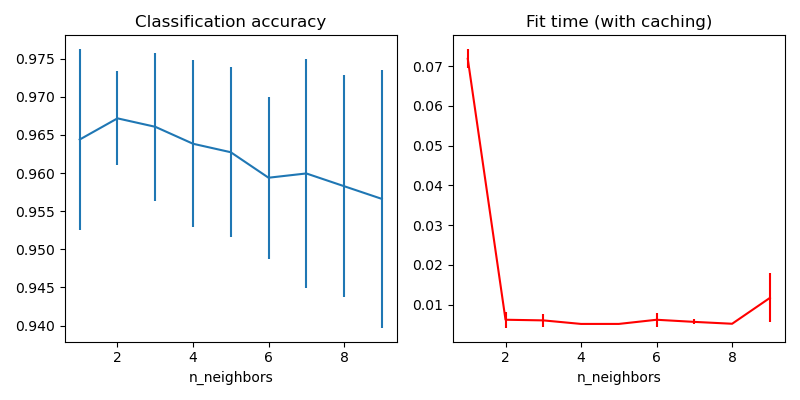 Classification accuracy
0.975
0.970
0.965
0.960
0.955
0.950
0.945
0.940
2 4 6 8
n_neighbors
Fit time (with caching)
0.07
0.06
0.05
0.04
0.03
0.02
0.01
2 4 6 8
n_neighbors